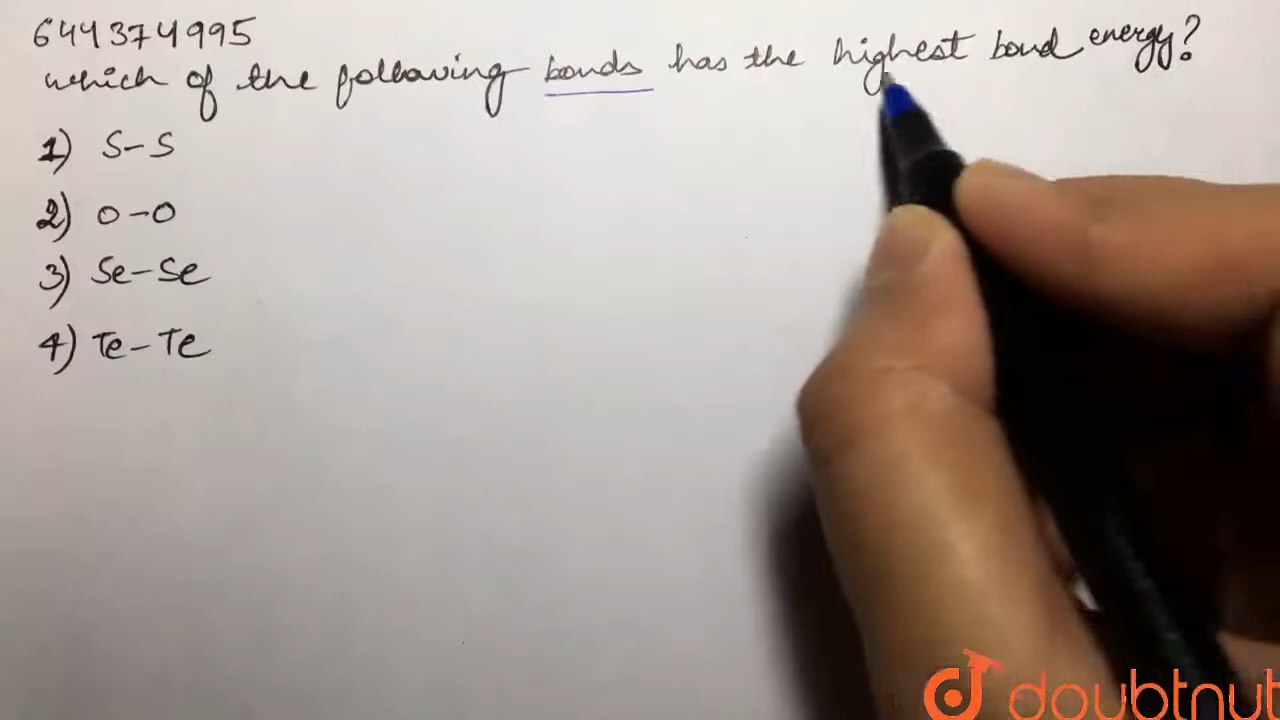 644374995
which of the following bonds has the highest bond energy?
1) S-S
2) O-O
3) Se-Se
4) Te-Te
doubtnut